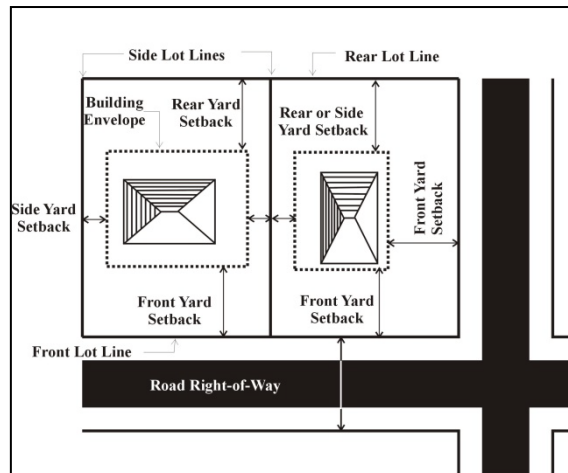 Side Lot Lines
Rear Lot Line
Building
Envelope
Rear Yard
Setback
Rear or Side
Yard Setback
Side Yard
Setback
Front Yard
Setback
Front Yard
Setback
Front Yard
Setback
Front Lot Line
Road Right-of-Way